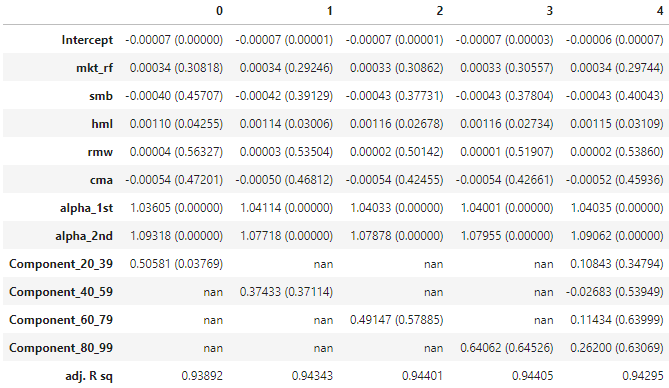 0 1 2 3 4
Intercept -0.00007 (0.00000) -0.00007 (0.00001) -0.00007 (0.00001) -0.00007 (0.00003) -0.00006 (0.00007)
mkt_rf 0.00034 (0.30818) 0.00034 (0.29246) 0.00033 (0.30862) 0.00033 (0.30557) 0.00034 (0.29744)
smb -0.00040 (0.45707) -0.00042 (0.39129) -0.00043 (0.37731) -0.00043 (0.37804) -0.00043 (0.40043)
hml 0.00110 (0.04255) 0.00114 (0.03006) 0.00116 (0.02678) 0.00116 (0.02734) 0.00115 (0.03109)
rmw 0.00004 (0.56327) 0.00003 (0.53504) 0.00002 (0.50142) 0.00001 (0.51907) 0.00002 (0.53860)
cma -0.00054 (0.47201) -0.00050 (0.46812) -0.00054 (0.42455) -0.00054 (0.42661) -0.00052 (0.45936)
alpha_1st 1.03605 (0.00000) 1.04114 (0.00000) 1.04033 (0.00000) 1.04001 (0.00000) 1.04035 (0.00000)
alpha_2nd 1.09318 (0.00000) 1.07718 (0.00000) 1.07878 (0.00000) 1.07955 (0.00000) 1.09062 (0.00000)
Component_20_39 0.50581 (0.03769) nan nan nan 0.10843 (0.34794)
Component_40_59 nan 0.37433 (0.37114) nan nan -0.02683 (0.53949)
Component_60_79 nan nan 0.49147 (0.57885) nan 0.11434 (0.63999)
Component_80_99 nan nan nan 0.64062 (0.64526) 0.26200 (0.63069)
adj. R sq 0.93892 0.94343 0.94401 0.94405 0.94295